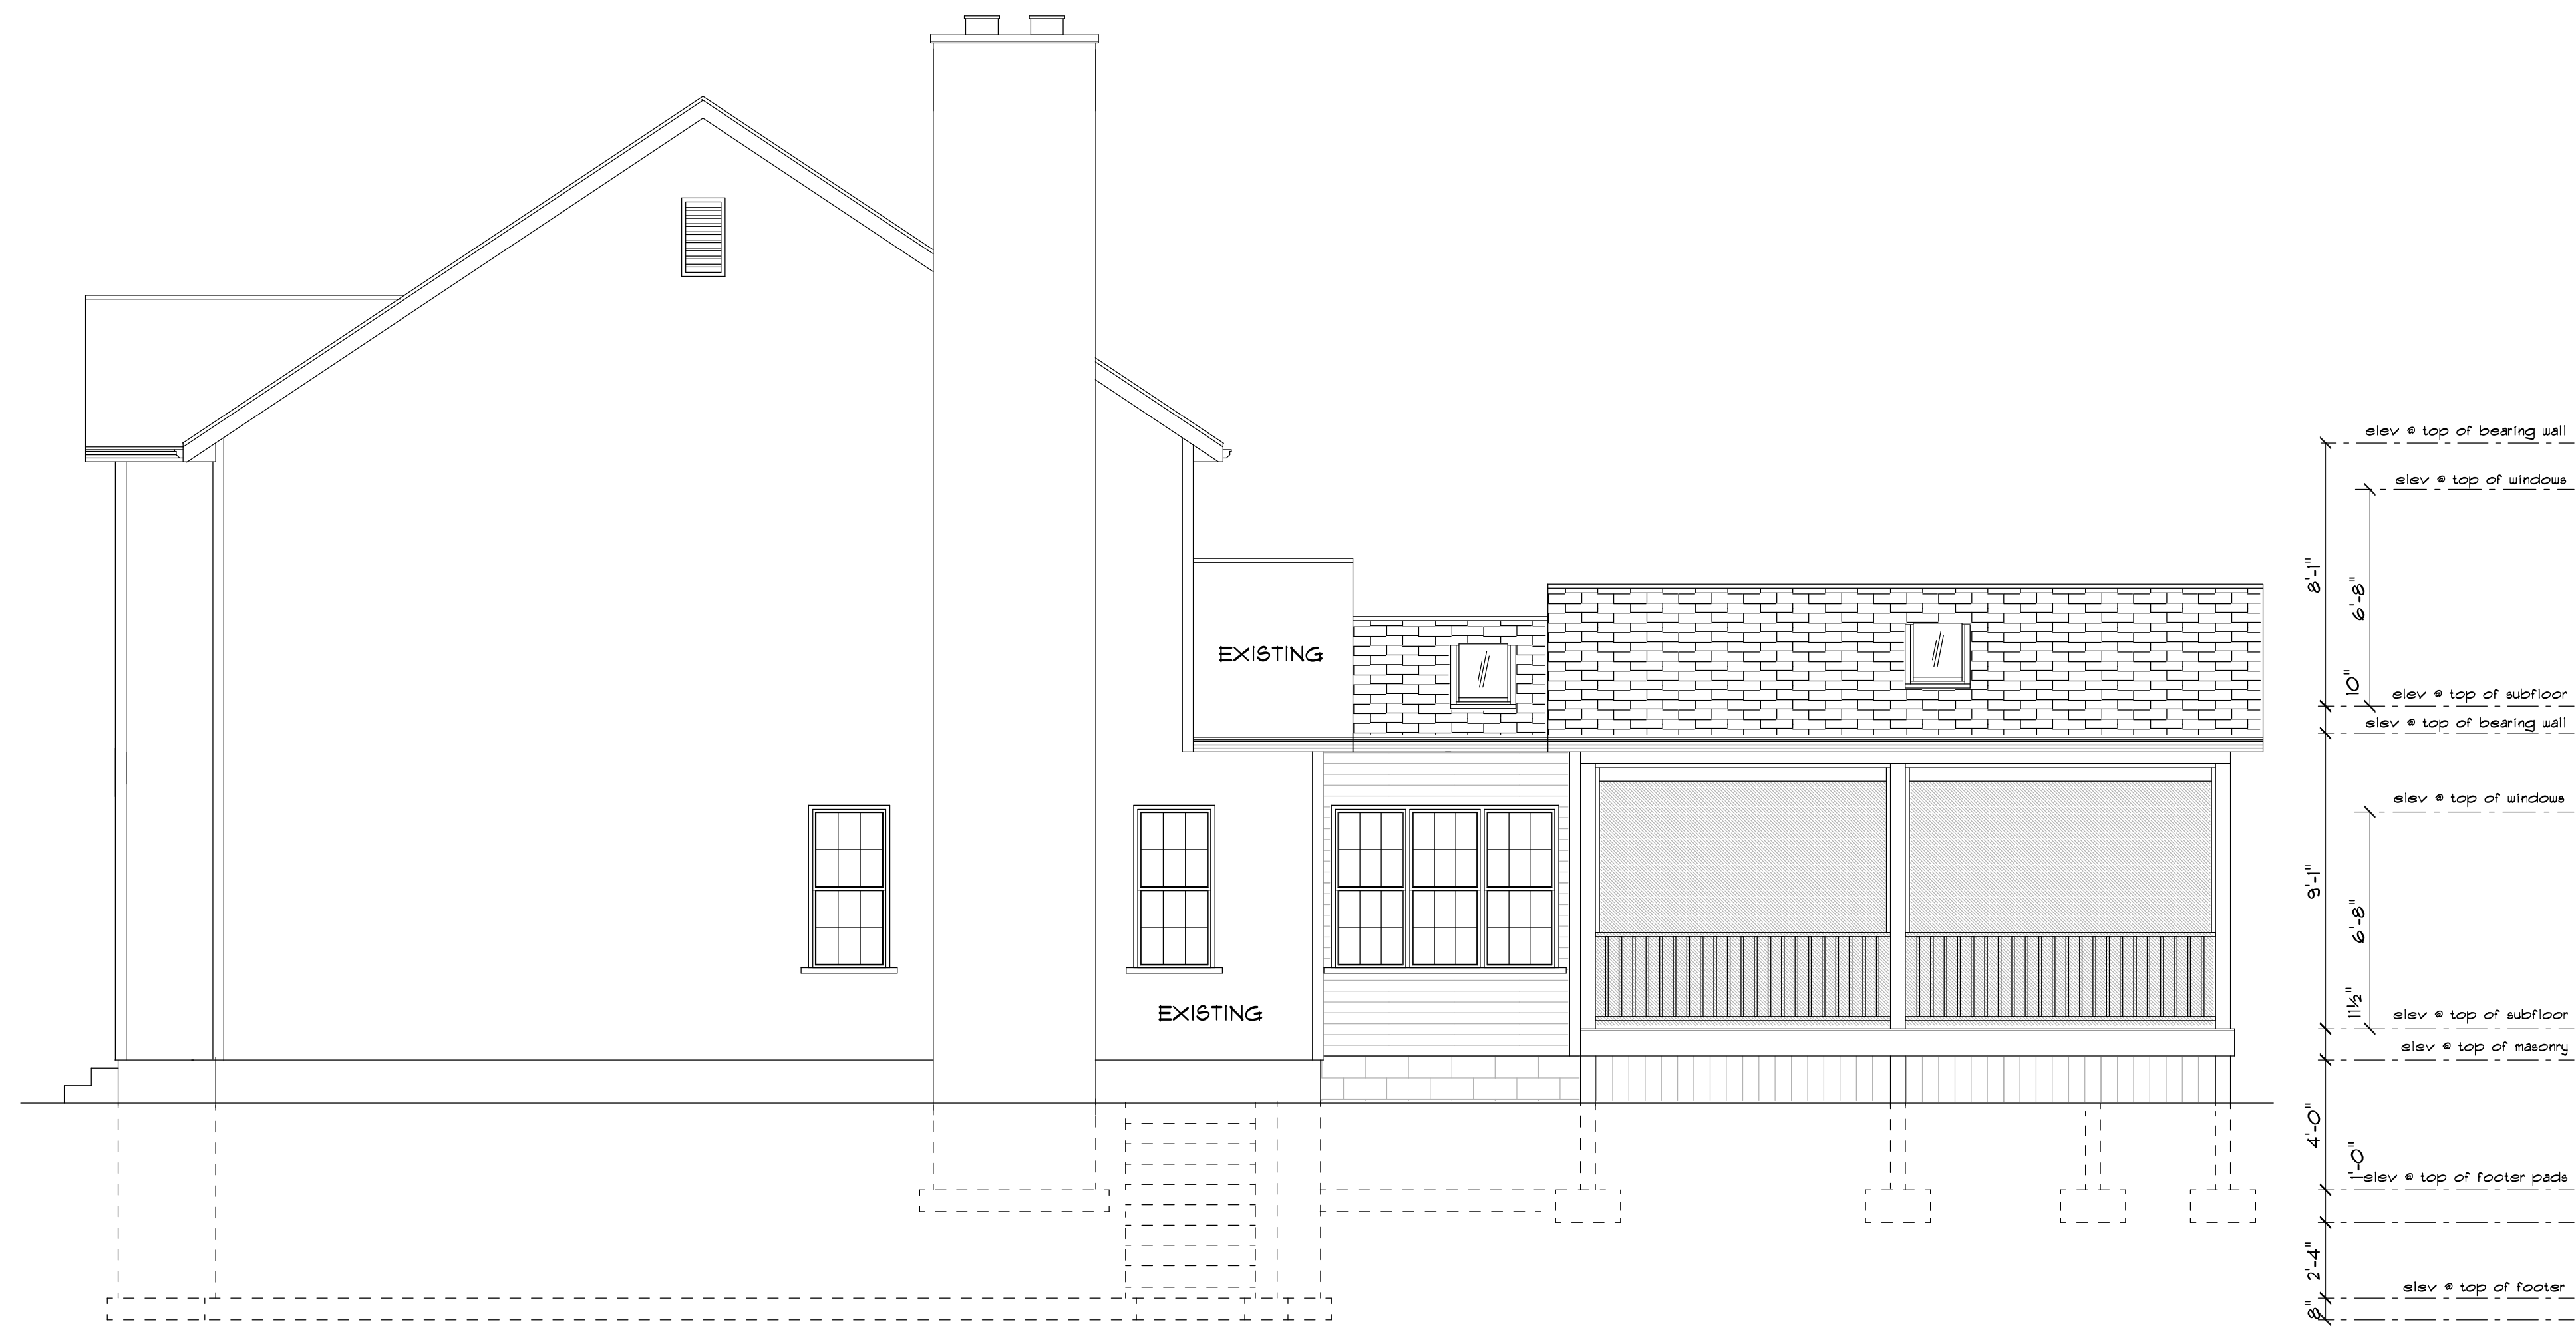 elev @ top of bearing wall
elev @ top of windows
8'-1"
6'-8"
EXISTING
10"
elev @ top of subfloor
elev @ top of bearing wall
elev @ top of windows
9'-1"
6'-8"
11½"
EXISTING
elev @ top of subfloor
elev @ top of masonry
4'-0"
1'-0"
elev @ top of footer pads
2'-4"
elev @ top of footer
8"